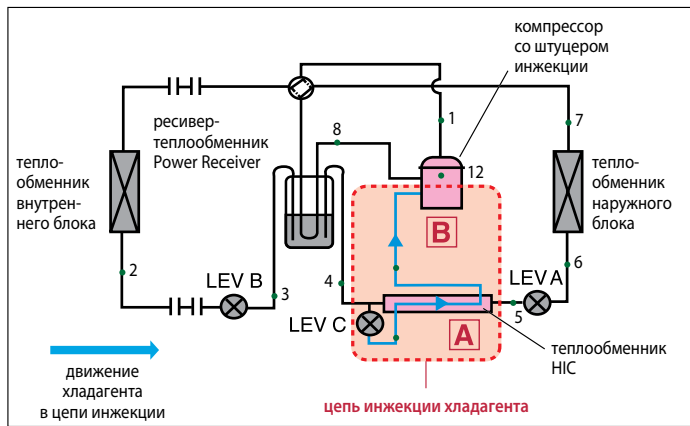 компрессор
со штуцером
инжекции
ресивер-
теплообменник
Power Receiver
8
1
7
тепло-
обменник
внутрен-
него блока
12
тепло-
обменник
наружного
блока
B
2
LEV B
3
4
LEV A
6
5
LEV C
A
теплообменник
HIC
движение
хладагента
в цепи инжекции
цепь инжекции хладагента